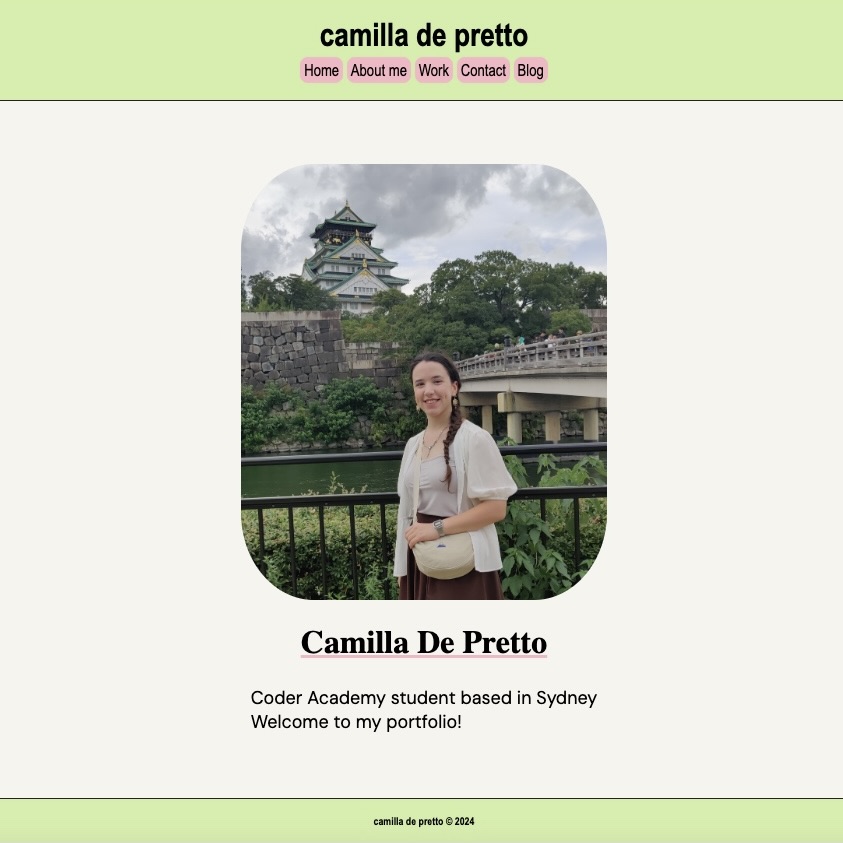 camilla de pretto
Home About me Work Contact Blog
Camilla De Pretto
Coder Academy student based in Sydney
Welcome to my portfolio!
camilla de pretto © 2024